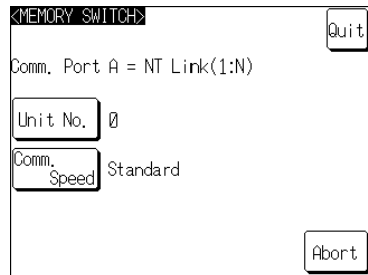 <MEMORY SWITCH>
Quit
Comm. Port A = NT Link(1:N)
Unit No. 0
Comm.
Speed Standard
Abort